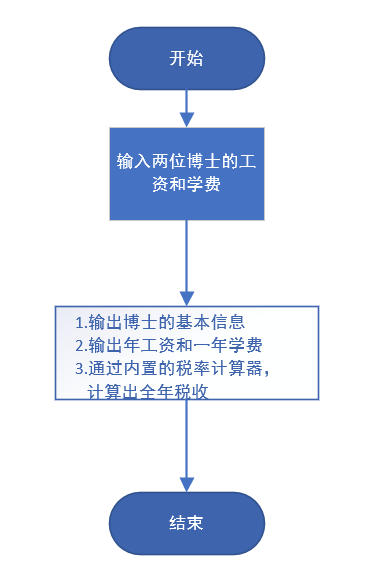 开始
输入两位博士的工
资和学费
1.输出博士的基本信息
2.输出年工资和一年学费
3.通过内置的税率计算器，
计算出全年税收
结束